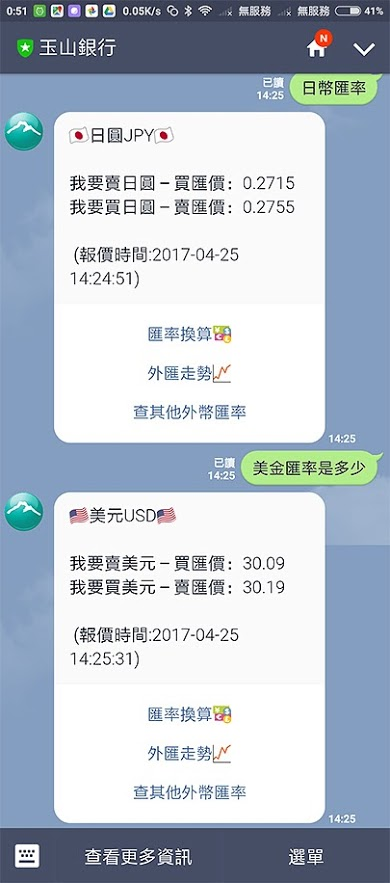 0:51 0.05K/s 無服務 無服務 41%
玉山銀行 N
已讀
14:25
日幣匯率
🇯🇵日圓JPY🇯🇵
我要賣日圓 – 買匯價： 0.2715
我要買日圓 – 賣匯價： 0.2755
(報價時間:2017-04-25
14:24:51)
匯率換算
外匯走勢
查其他外幣匯率
14:25
已讀
14:25
美金匯率是多少
🇺🇸美元USD🇺🇸
我要賣美元 – 買匯價： 30.09
我要買美元 – 賣匯價： 30.19
(報價時間:2017-04-25
14:25:31)
匯率換算
外匯走勢
查其他外幣匯率
14:25
查看更多資訊 選單